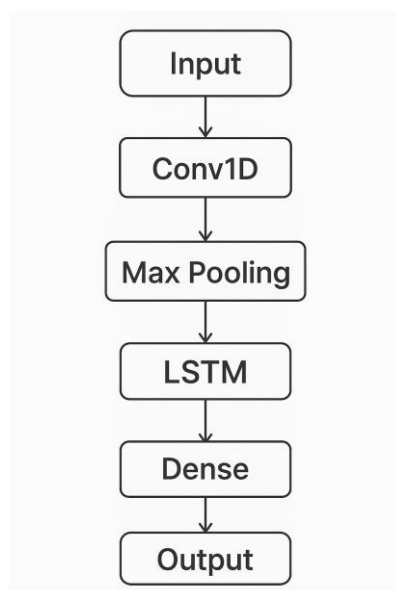 Input
Conv1D
Max Pooling
LSTM
Dense
Output